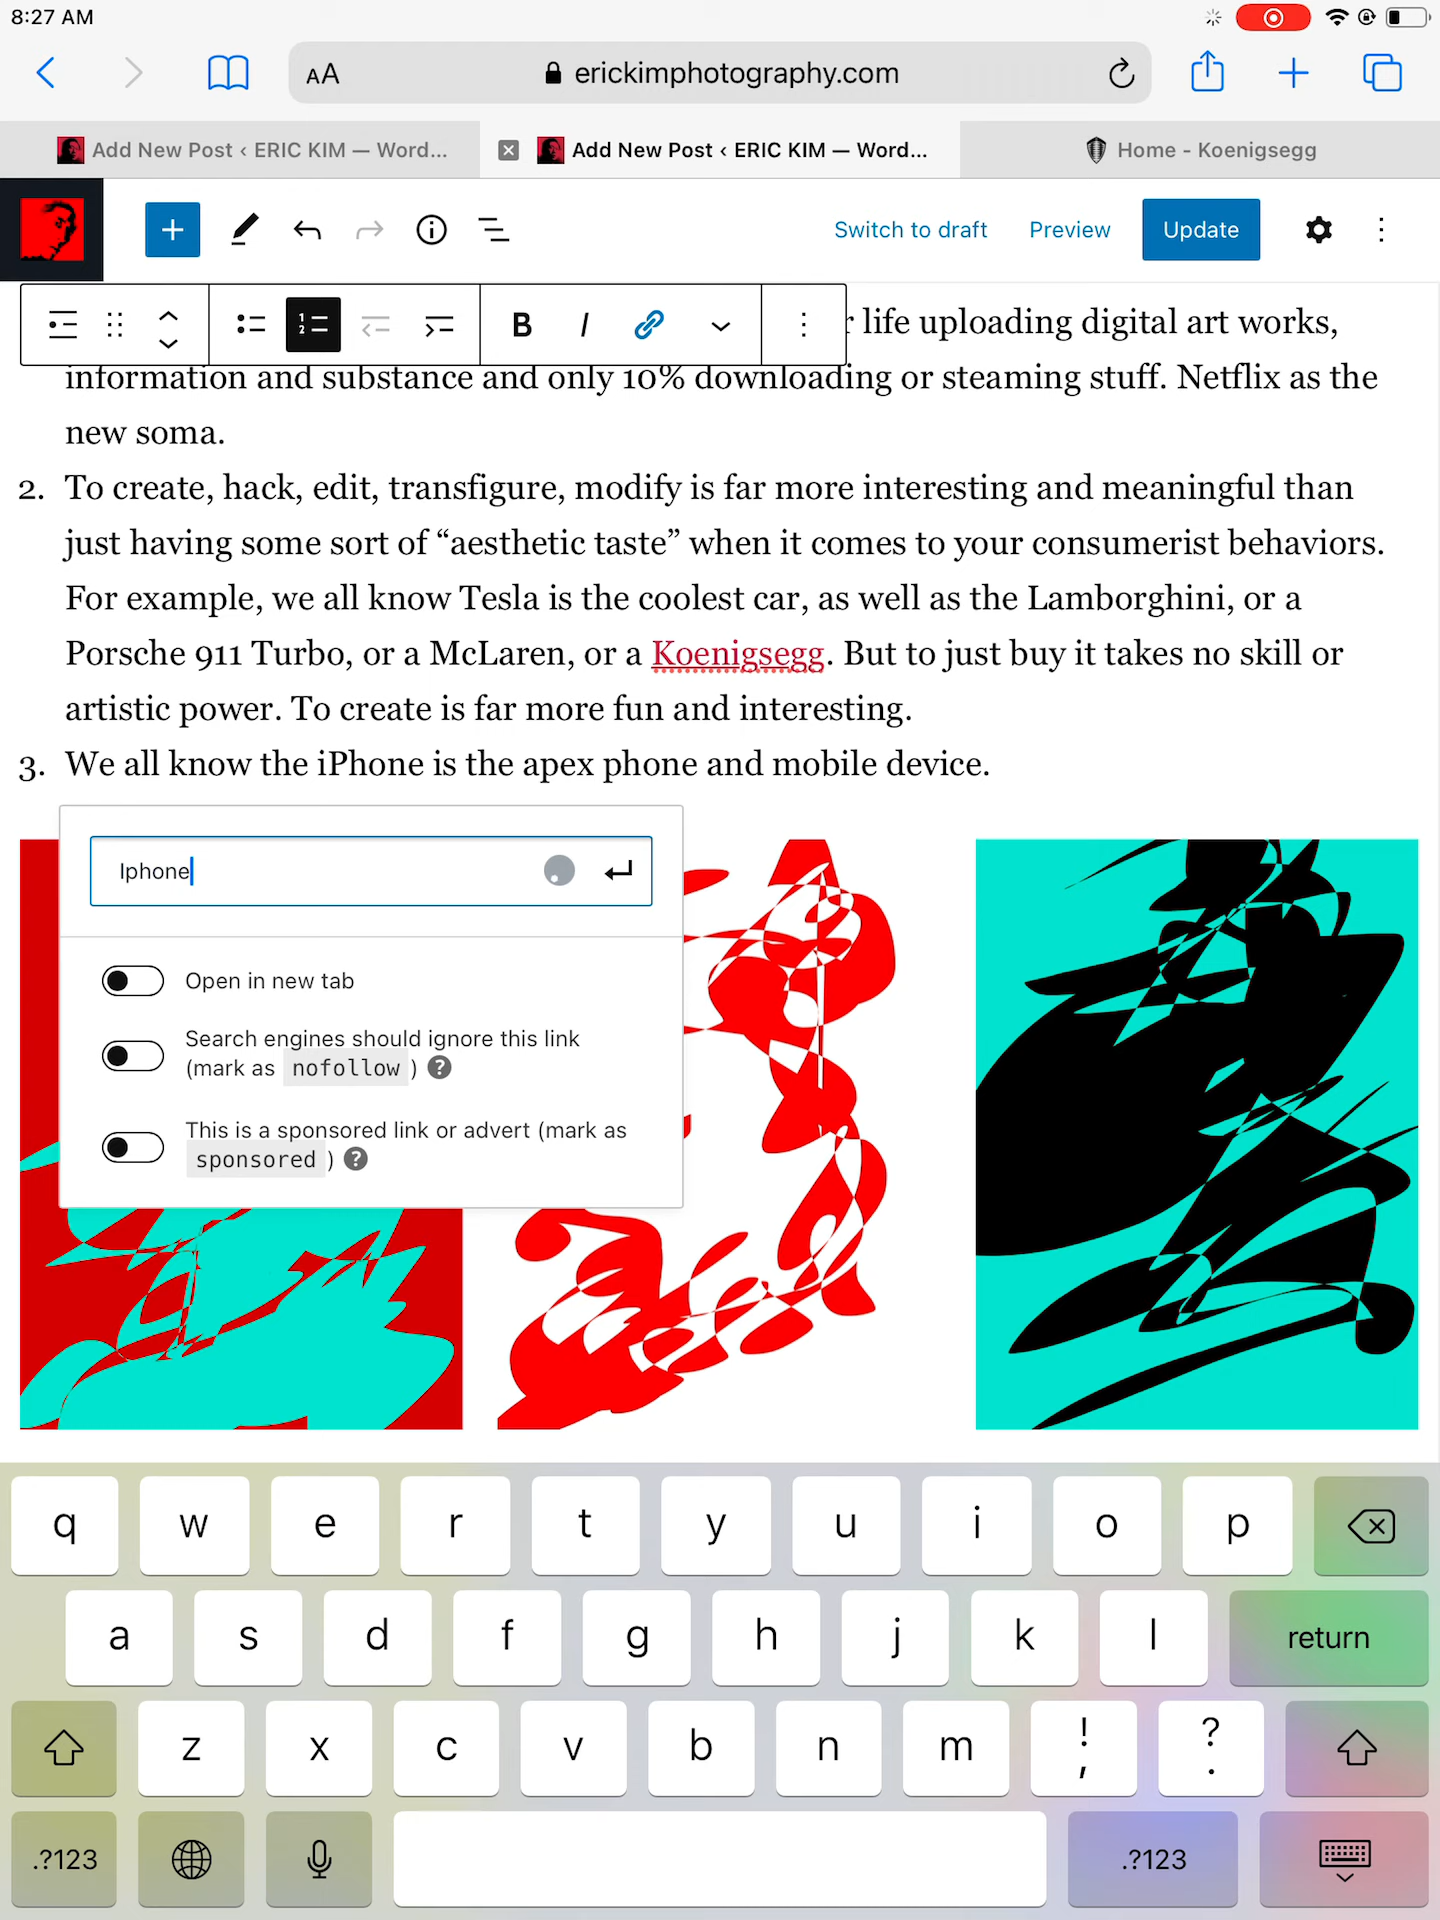 8:27 AM
AA erickimphotography.com
Add New Post ‹ ERIC KIM — Word...
Add New Post ‹ ERIC KIM — Word...
Home - Koenigsegg
Switch to draft Preview Update
B I
r life uploading digital art works,
information and substance and only 10% downloading or steaming stuff. Netflix as the
new soma.
2. To create, hack, edit, transfigure, modify is far more interesting and meaningful than
just having some sort of “aesthetic taste” when it comes to your consumerist behaviors.
For example, we all know Tesla is the coolest car, as well as the Lamborghini, or a
Porsche 911 Turbo, or a McLaren, or a Koenigsegg. But to just buy it takes no skill or
artistic power. To create is far more fun and interesting.
3. We all know the iPhone is the apex phone and mobile device.
Iphone
Open in new tab
Search engines should ignore this link
(mark as nofollow ) ?
This is a sponsored link or advert (mark as
sponsored ) ?
q w e r t y u i o p
a s d f g h j k l return
z x c v b n m ! , ? .
.?123 .?123